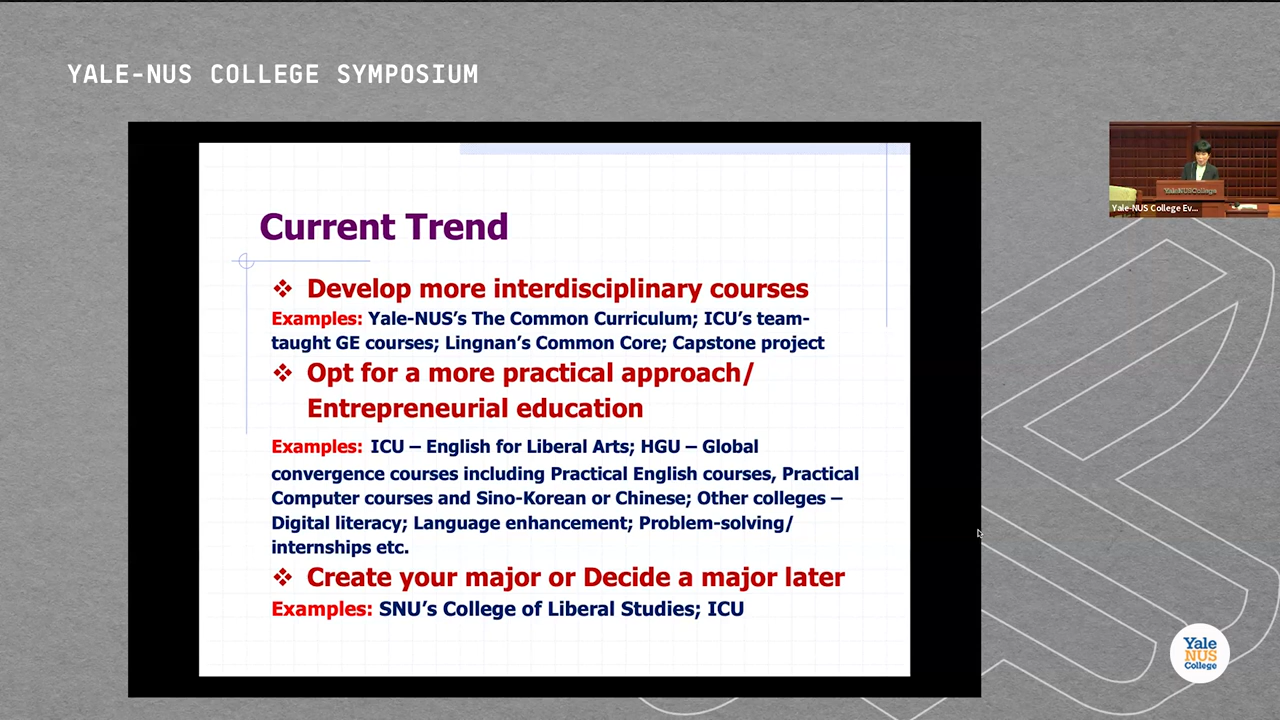 YALE-NUS COLLEGE SYMPOSIUM
Current Trend
❖ Develop more interdisciplinary courses
Examples: Yale-NUS’s The Common Curriculum; ICU’s team-
taught GE courses; Lingnan’s Common Core; Capstone project
❖ Opt for a more practical approach/
Entrepreneurial education
Examples: ICU – English for Liberal Arts; HGU – Global
convergence courses including Practical English courses, Practical
Computer courses and Sino-Korean or Chinese; Other colleges –
Digital literacy; Language enhancement; Problem-solving/
internships etc.
❖ Create your major or Decide a major later
Examples: SNU’s College of Liberal Studies; ICU
YaleNUSCollege
Yale-NUS College Ev...
Yale
NUS
College